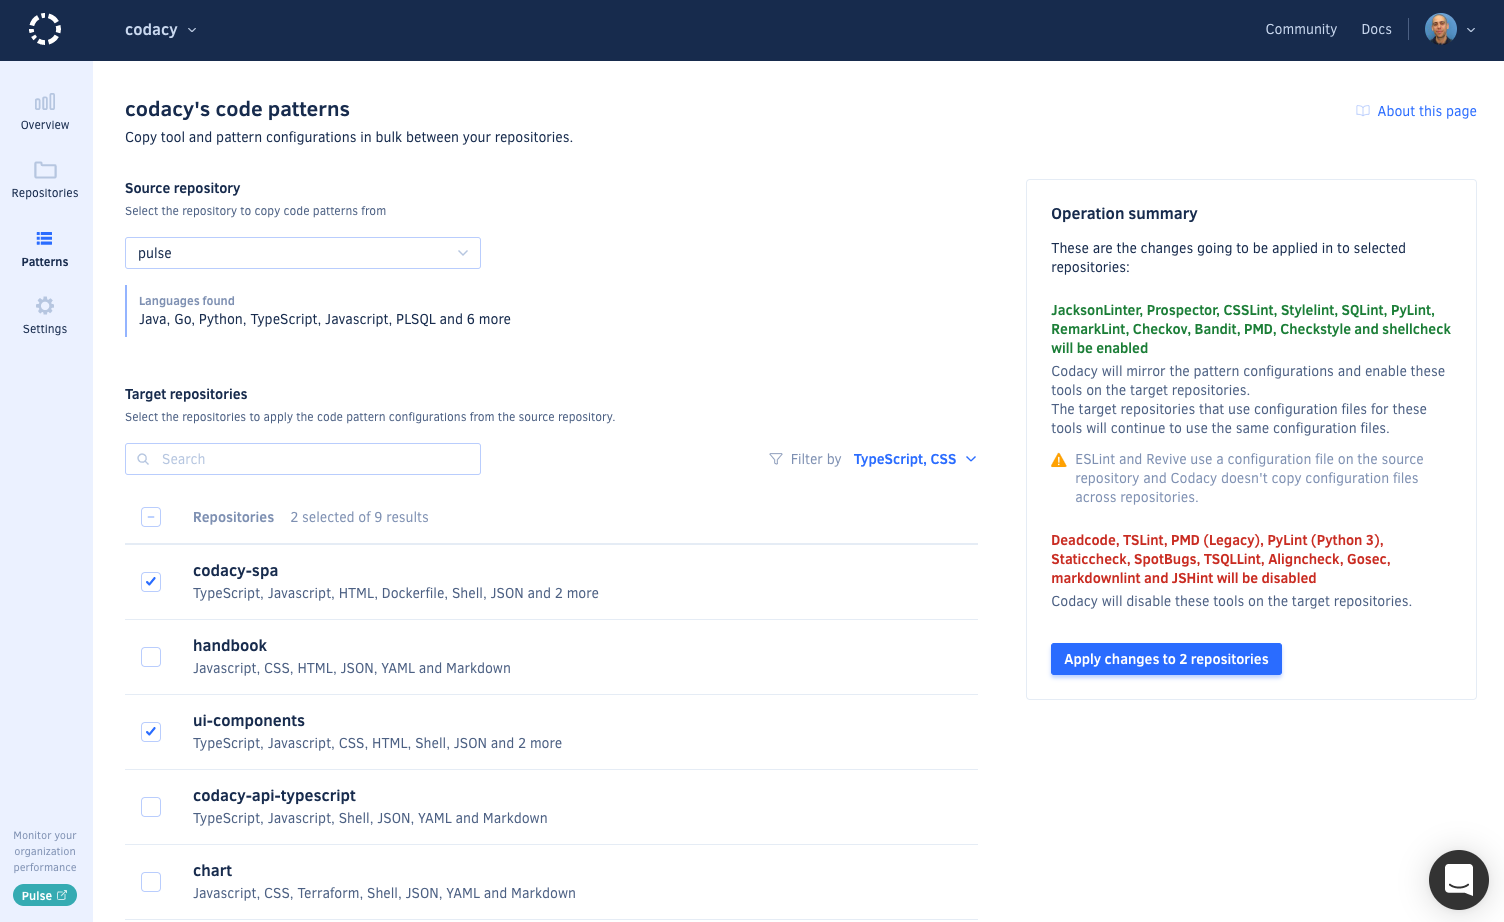 codacy
Community
Docs
Overview
Repositories
Patterns
Settings
Monitor your
organization
performance
Pulse
codacy's code patterns
About this page
Copy tool and pattern configurations in bulk between your repositories.
Source repository
Select the repository to copy code patterns from
pulse
Languages found
Java, Go, Python, TypeScript, Javascript, PLSQL and 6 more
Target repositories
Select the repositories to apply the code pattern configurations from the source repository.
Search
Filter by TypeScript, CSS
Repositories 2 selected of 9 results
codacy-spa
TypeScript, Javascript, HTML, Dockerfile, Shell, JSON and 2 more
handbook
Javascript, CSS, HTML, JSON, YAML and Markdown
ui-components
TypeScript, Javascript, CSS, HTML, Shell, JSON and 2 more
codacy-api-typescript
TypeScript, Javascript, Shell, JSON, YAML and Markdown
chart
Javascript, CSS, Terraform, Shell, JSON, YAML and Markdown
Operation summary
These are the changes going to be applied in to selected
repositories:
JacksonLinter, Prospector, CSSLint, Stylelint, SQLint, PyLint,
RemarkLint, Checkov, Bandit, PMD, Checkstyle and shellcheck
will be enabled
Codacy will mirror the pattern configurations and enable these
tools on the target repositories.
The target repositories that use configuration files for these
tools will continue to use the same configuration files.
ESLint and Revive use a configuration file on the source
repository and Codacy doesn't copy configuration files
across repositories.
Deadcode, TSLint, PMD (Legacy), PyLint (Python 3),
Staticcheck, SpotBugs, TSQLLint, Aligncheck, Gosec,
markdownlint and JSHint will be disabled
Codacy will disable these tools on the target repositories.
Apply changes to 2 repositories